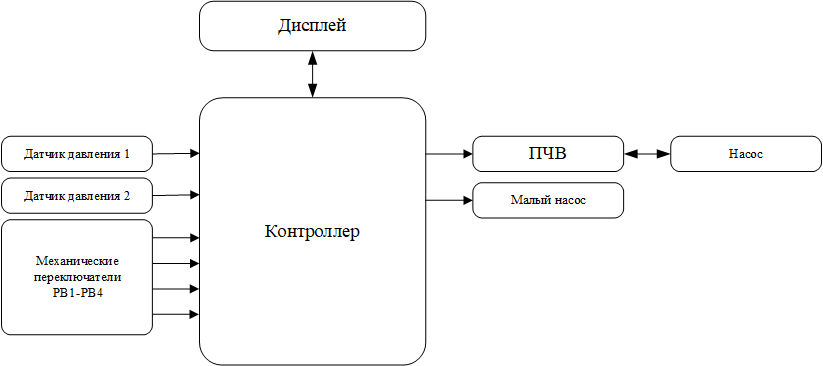 Дисплей
Датчик давления 1
Датчик давления 2
Механические
переключатели
PB1-PB4
Контроллер
ПЧВ
Насос
Малый насос